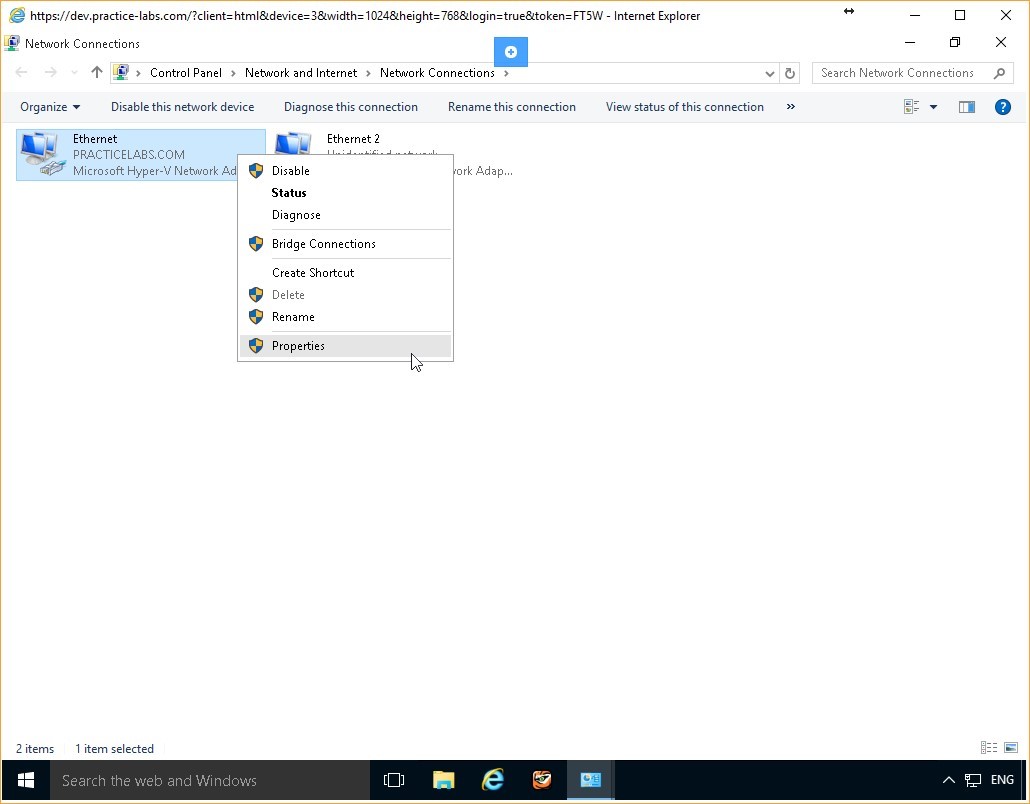 https://dev.practice-labs.com/?client=html&device=3&width=1024&height=768&login=true&token=FT5W - Internet Explorer
Network Connections
Control Panel > Network and Internet > Network Connections >
Search Network Connections
Organize Disable this network device Diagnose this connection Rename this connection View status of this connection »
Ethernet
PRACTICELABS.COM
Microsoft Hyper-V Network Ad
Ethernet 2
Unidentified network
work Adap...
Disable
Status
Diagnose
Bridge Connections
Create Shortcut
Delete
Rename
Properties
2 items 1 item selected
Search the web and Windows
ENG